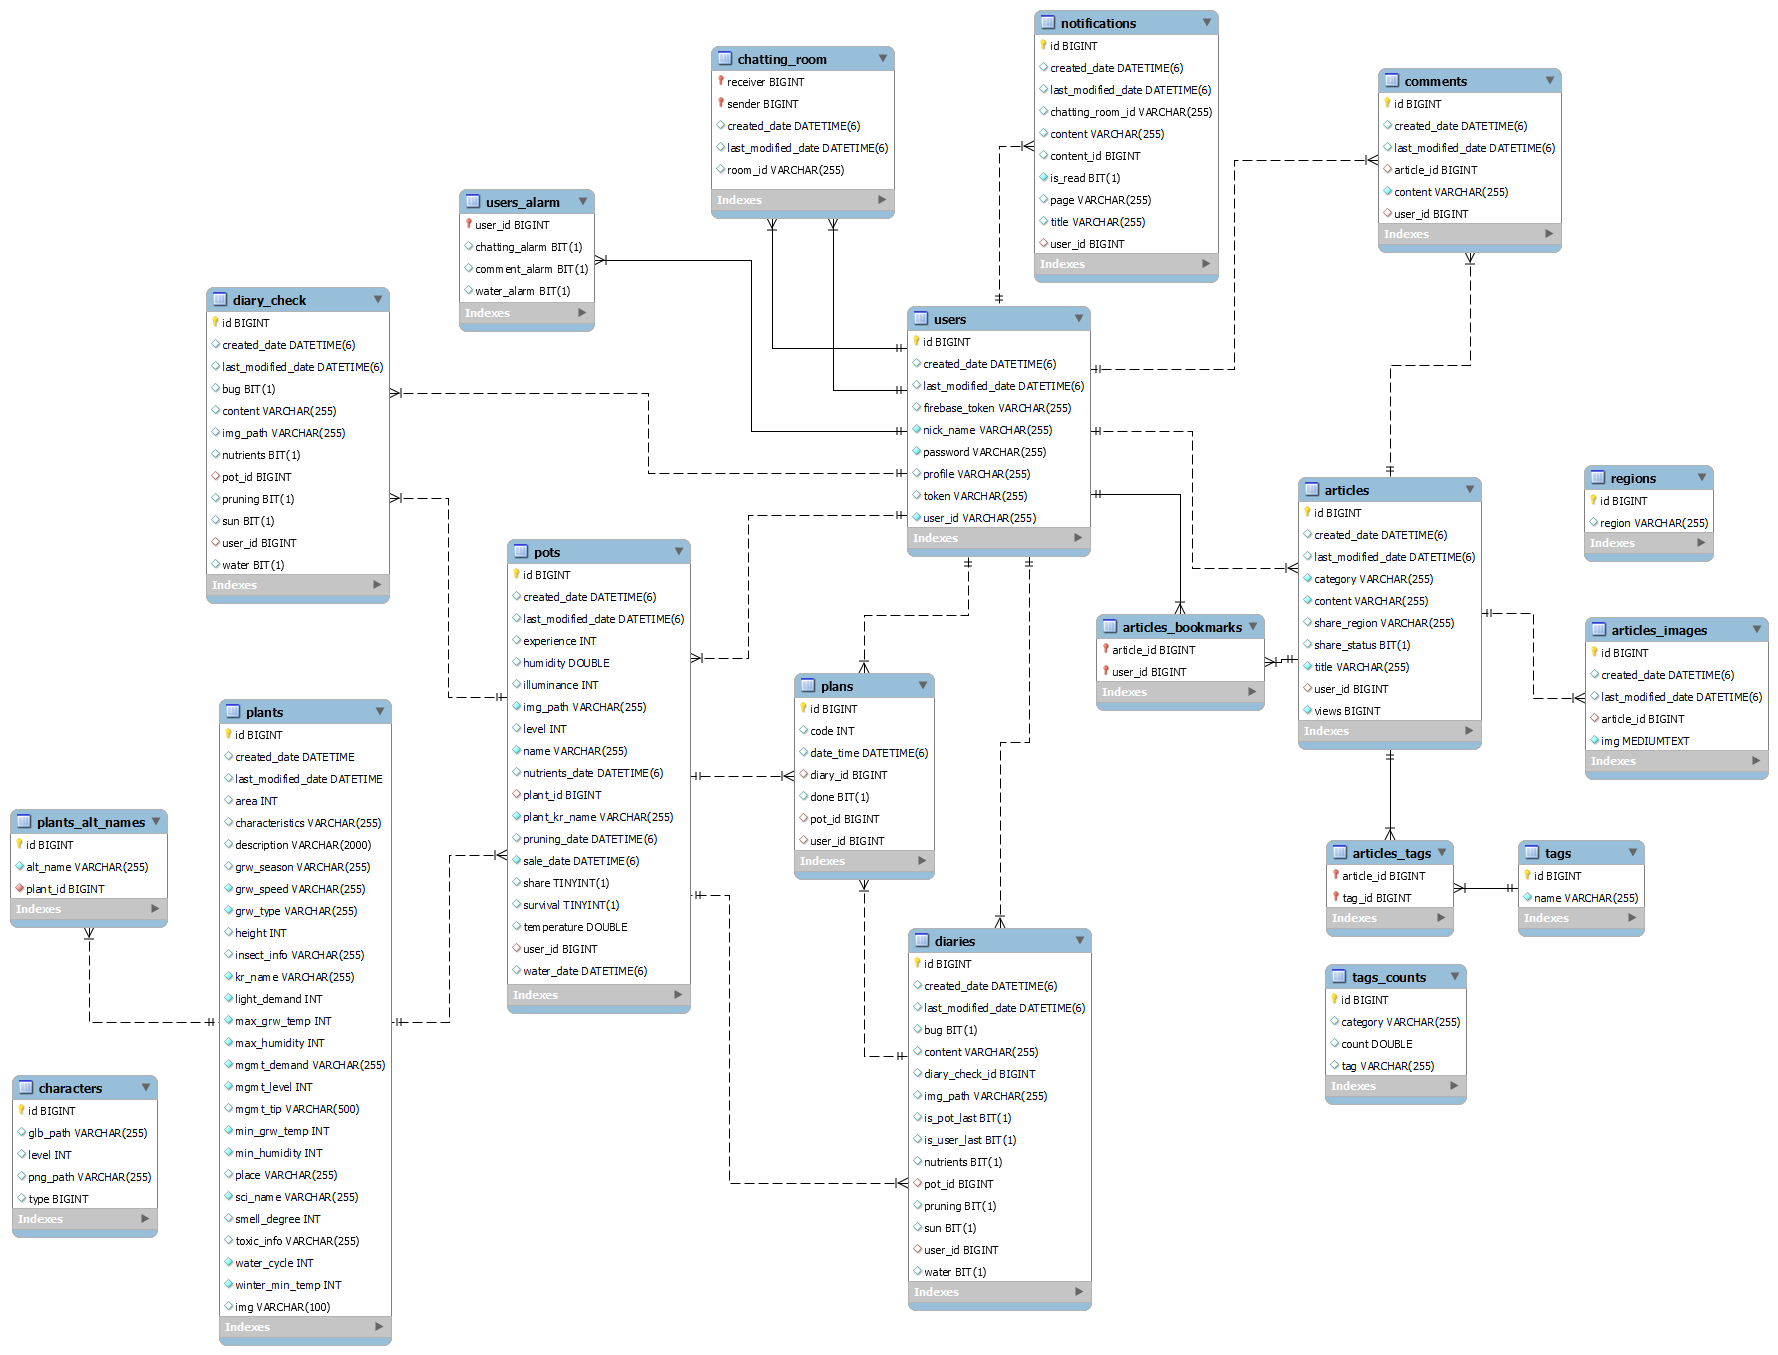 notifications
id BIGINT
created_date DATETIME(6)
last_modified_date DATETIME(6)
chatting_room_id VARCHAR(255)
content VARCHAR(255)
content_id BIGINT
is_read BIT(1)
page VARCHAR(255)
title VARCHAR(255)
user_id BIGINT
Indexes
chatting_room
receiver BIGINT
sender BIGINT
created_date DATETIME(6)
last_modified_date DATETIME(6)
room_id VARCHAR(255)
Indexes
comments
id BIGINT
created_date DATETIME(6)
last_modified_date DATETIME(6)
article_id BIGINT
content VARCHAR(255)
user_id BIGINT
Indexes
users_alarm
user_id BIGINT
chatting_alarm BIT(1)
comment_alarm BIT(1)
water_alarm BIT(1)
Indexes
diary_check
id BIGINT
created_date DATETIME(6)
last_modified_date DATETIME(6)
bug BIT(1)
content VARCHAR(255)
img_path VARCHAR(255)
nutrients BIT(1)
pot_id BIGINT
pruning BIT(1)
sun BIT(1)
user_id BIGINT
water BIT(1)
Indexes
users
id BIGINT
created_date DATETIME(6)
last_modified_date DATETIME(6)
firebase_token VARCHAR(255)
nick_name VARCHAR(255)
password VARCHAR(255)
profile VARCHAR(255)
token VARCHAR(255)
user_id VARCHAR(255)
Indexes
articles
id BIGINT
created_date DATETIME(6)
last_modified_date DATETIME(6)
category VARCHAR(255)
content VARCHAR(255)
share_region VARCHAR(255)
share_status BIT(1)
title VARCHAR(255)
user_id BIGINT
views BIGINT
Indexes
regions
id BIGINT
region VARCHAR(255)
Indexes
pots
id BIGINT
created_date DATETIME(6)
last_modified_date DATETIME(6)
experience INT
humidity DOUBLE
illuminance INT
img_path VARCHAR(255)
level INT
name VARCHAR(255)
nutrients_date DATETIME(6)
plant_id BIGINT
plant_kr_name VARCHAR(255)
pruning_date DATETIME(6)
sale_date DATETIME(6)
share TINYINT(1)
survival TINYINT(1)
temperature DOUBLE
user_id BIGINT
water_date DATETIME(6)
Indexes
articles_bookmarks
article_id BIGINT
user_id BIGINT
Indexes
articles_images
id BIGINT
created_date DATETIME(6)
last_modified_date DATETIME(6)
article_id BIGINT
img MEDIUMTEXT
Indexes
plans
id BIGINT
code INT
date_time DATETIME(6)
diary_id BIGINT
done BIT(1)
pot_id BIGINT
user_id BIGINT
Indexes
plants
id BIGINT
created_date DATETIME
last_modified_date DATETIME
area INT
characteristics VARCHAR(255)
description VARCHAR(2000)
grw_season VARCHAR(255)
grw_speed VARCHAR(255)
grw_type VARCHAR(255)
height INT
insect_info VARCHAR(255)
kr_name VARCHAR(255)
light_demand INT
max_grw_temp INT
max_humidity INT
mgmt_demand VARCHAR(255)
mgmt_level INT
mgmt_tip VARCHAR(500)
min_grw_temp INT
min_humidity INT
place VARCHAR(255)
sci_name VARCHAR(255)
smell_degree INT
toxic_info VARCHAR(255)
water_cycle INT
winter_min_temp INT
img VARCHAR(100)
Indexes
plants_alt_names
id BIGINT
alt_name VARCHAR(255)
plant_id BIGINT
Indexes
articles_tags
article_id BIGINT
tag_id BIGINT
Indexes
tags
id BIGINT
name VARCHAR(255)
Indexes
diaries
id BIGINT
created_date DATETIME(6)
last_modified_date DATETIME(6)
bug BIT(1)
content VARCHAR(255)
diary_check_id BIGINT
img_path VARCHAR(255)
is_pot_last BIT(1)
is_user_last BIT(1)
nutrients BIT(1)
pot_id BIGINT
pruning BIT(1)
sun BIT(1)
user_id BIGINT
water BIT(1)
Indexes
tags_counts
id BIGINT
category VARCHAR(255)
count DOUBLE
tag VARCHAR(255)
Indexes
characters
id BIGINT
glb_path VARCHAR(255)
level INT
png_path VARCHAR(255)
type BIGINT
Indexes